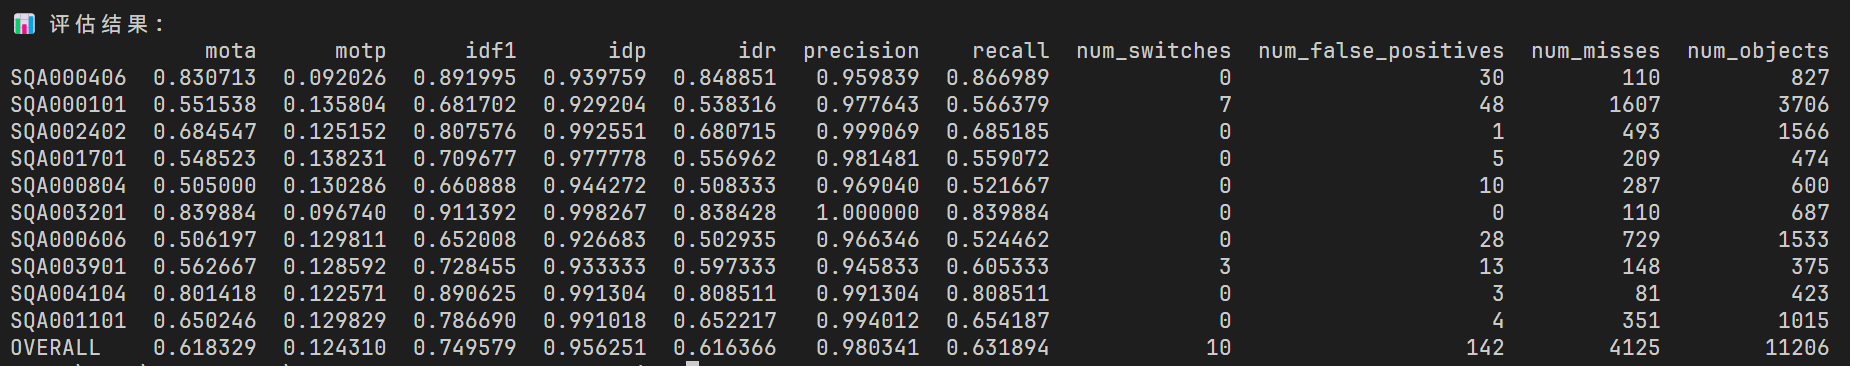 📊 评估结果：
mota motp idf1 idp idr precision recall num_switches num_false_positives num_misses num_objects
SQA000406 0.830713 0.092026 0.891995 0.939759 0.848851 0.959839 0.866989 0 30 110 827
SQA000101 0.551538 0.135804 0.681702 0.929204 0.538316 0.977643 0.566379 7 48 1607 3706
SQA002402 0.684547 0.125152 0.807576 0.992551 0.680715 0.999069 0.685185 0 1 493 1566
SQA001701 0.548523 0.138231 0.709677 0.977778 0.556962 0.981481 0.559072 0 5 209 474
SQA000804 0.505000 0.130286 0.660888 0.944272 0.508333 0.969040 0.521667 0 10 287 600
SQA003201 0.839884 0.096740 0.911392 0.998267 0.838428 1.000000 0.839884 0 0 110 687
SQA000606 0.506197 0.129811 0.652008 0.926683 0.502935 0.966346 0.524462 0 28 729 1533
SQA003901 0.562667 0.128592 0.728455 0.933333 0.597333 0.945833 0.605333 3 13 148 375
SQA004104 0.801418 0.122571 0.890625 0.991304 0.808511 0.991304 0.808511 0 3 81 423
SQA001101 0.650246 0.129829 0.786690 0.991018 0.652217 0.994012 0.654187 0 4 351 1015
OVERALL 0.618329 0.124310 0.749579 0.956251 0.616366 0.980341 0.631894 10 142 4125 11206